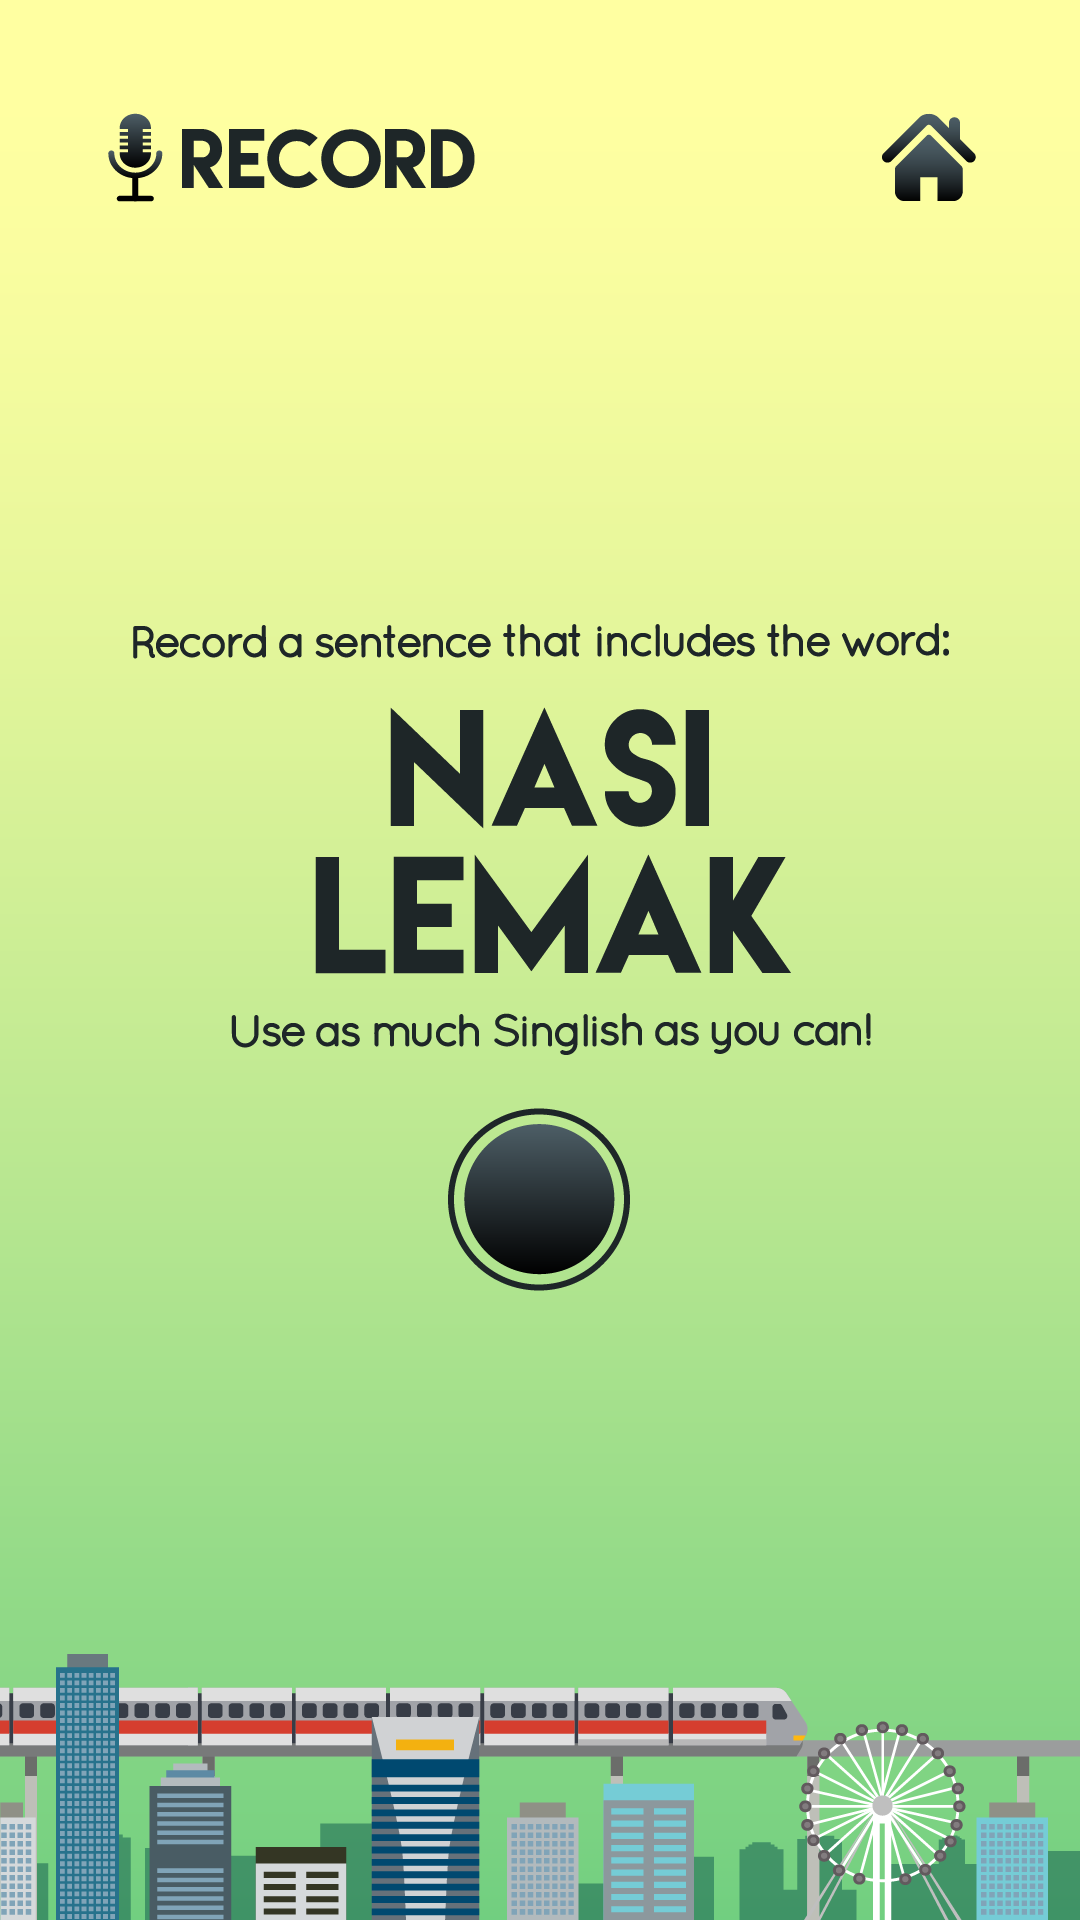 RECORD
Record a sentence that includes the word:
NASI
LEMAK
Use as much Singlish as you can!